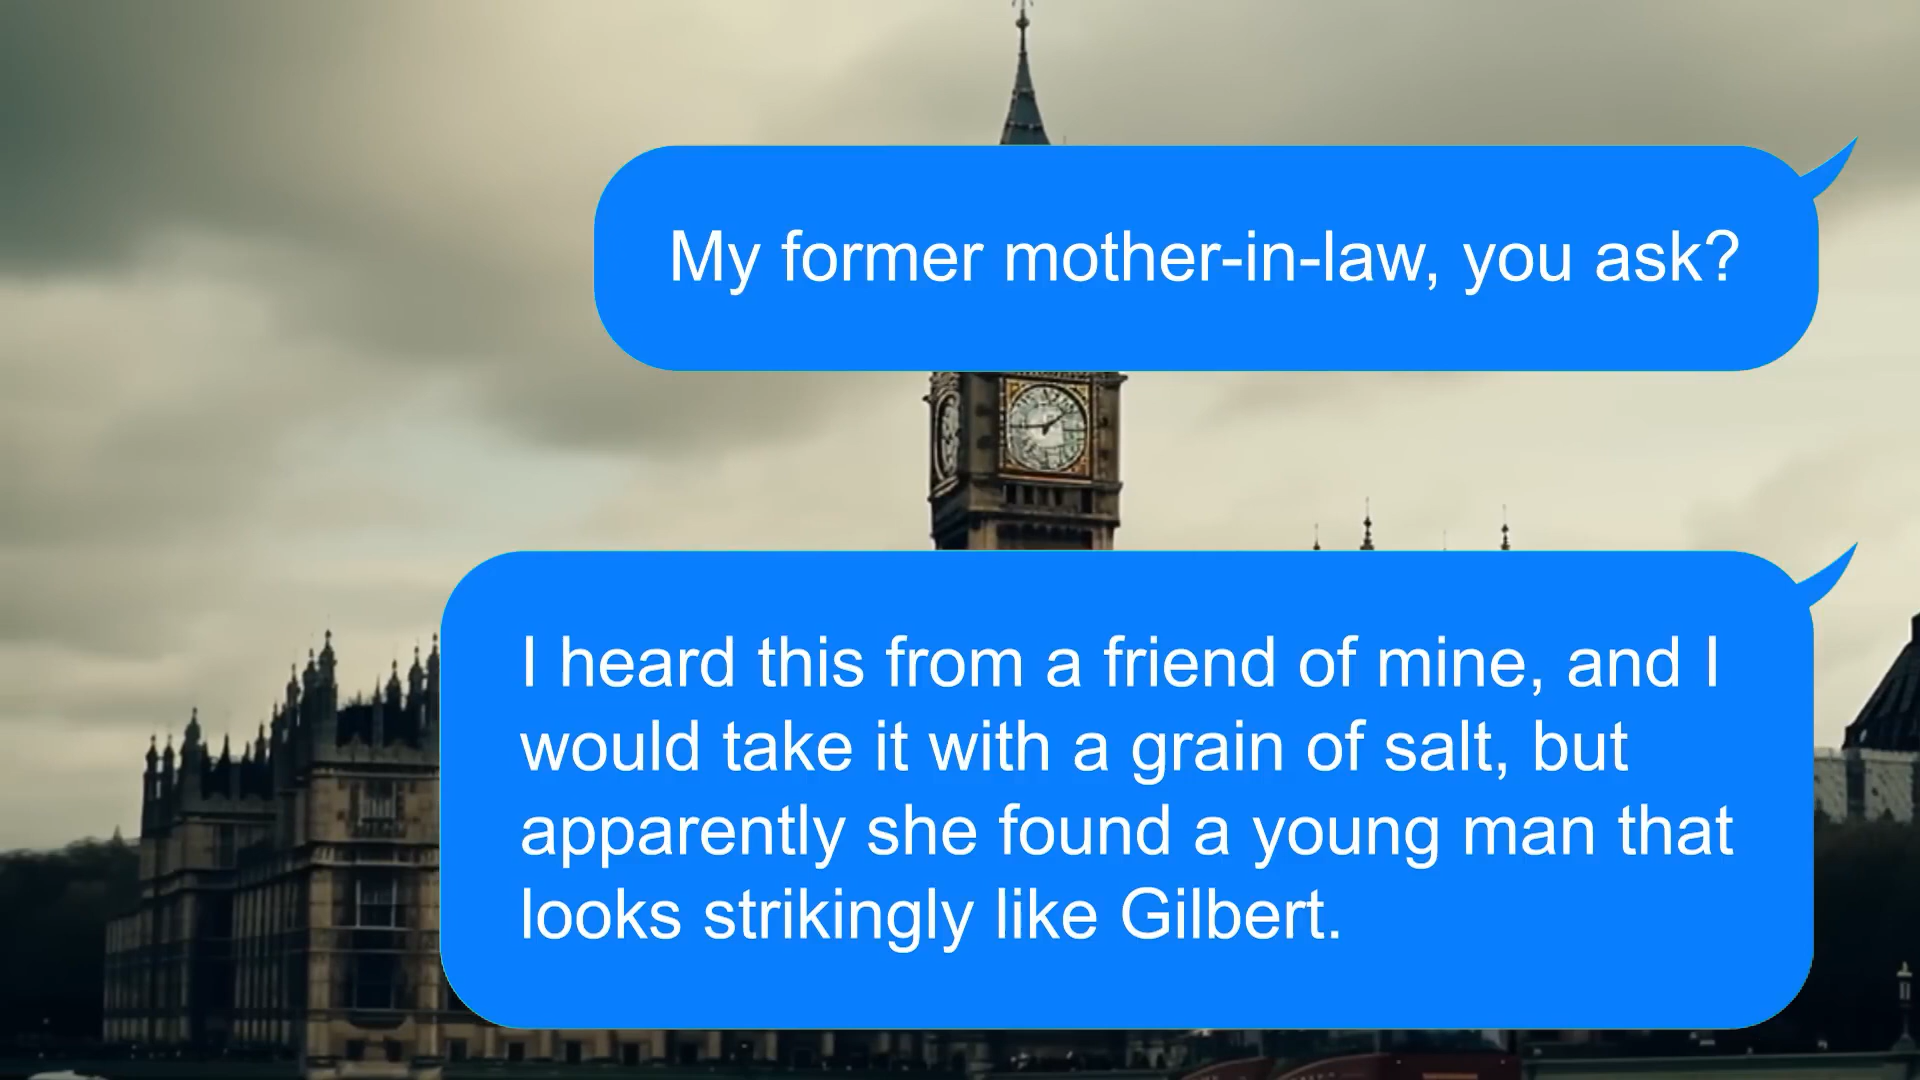 My former mother-in-law, you ask?
I heard this from a friend of mine, and I
would take it with a grain of salt, but
apparently she found a young man that
looks strikingly like Gilbert.